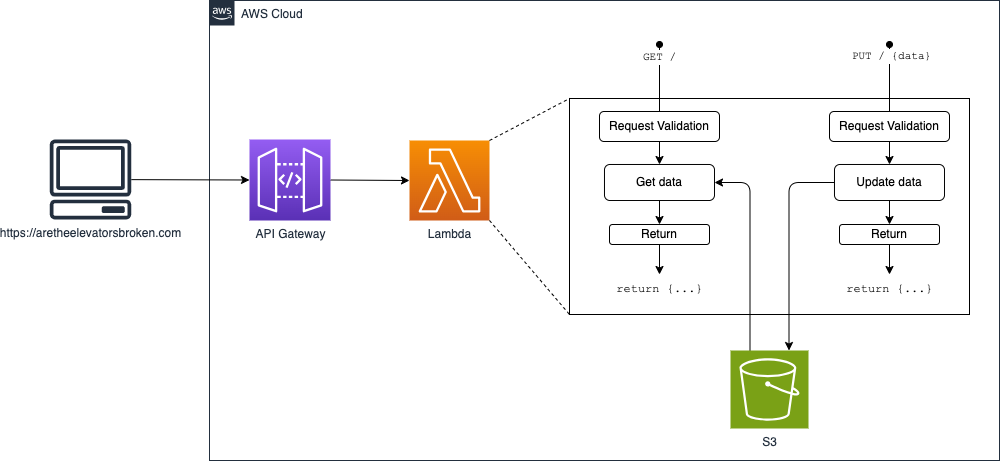 aws
AWS Cloud
GET /
PUT / {data}
Request Validation
Request Validation
Get data
Update data
Return
Return
return {...}
return {...}
https://aretheelevatorsbroken.com
API Gateway
</>
Lambda
S3